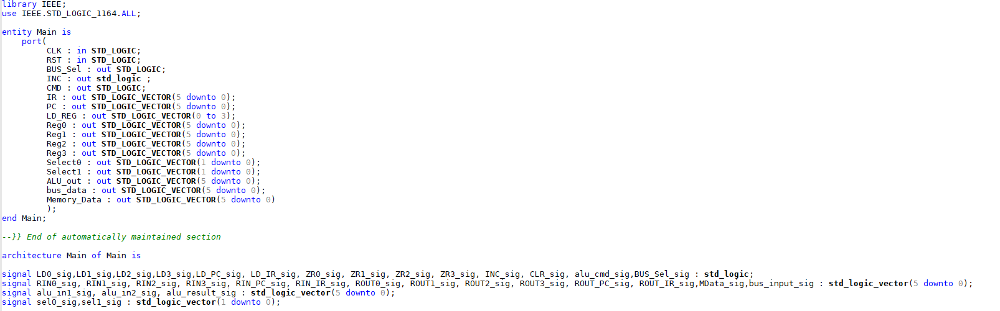 library IEEE;
use IEEE.STD_LOGIC_1164.ALL;
entity Main is
port(
CLK : in STD_LOGIC;
RST : in STD_LOGIC;
BUS_Sel : out STD_LOGIC;
INC : out std_logic ;
CMD : out STD_LOGIC;
IR : out STD_LOGIC_VECTOR(5 downto 0);
PC : out STD_LOGIC_VECTOR(5 downto 0);
LD_REG : out STD_LOGIC_VECTOR(0 to 3);
Reg0 : out STD_LOGIC_VECTOR(5 downto 0);
Reg1 : out STD_LOGIC_VECTOR(5 downto 0);
Reg2 : out STD_LOGIC_VECTOR(5 downto 0);
Reg3 : out STD_LOGIC_VECTOR(5 downto 0);
Select0 : out STD_LOGIC_VECTOR(1 downto 0);
Select1 : out STD_LOGIC_VECTOR(1 downto 0);
ALU_out : out STD_LOGIC_VECTOR(5 downto 0);
bus_data : out STD_LOGIC_VECTOR(5 downto 0);
Memory_Data : out STD_LOGIC_VECTOR(5 downto 0)
);
end Main;
--}} End of automatically maintained section
architecture Main of Main is
signal LD0_sig,LD1_sig,LD2_sig,LD3_sig,LD_PC_sig, LD_IR_sig, ZR0_sig, ZR1_sig, ZR2_sig, ZR3_sig, INC_sig, CLR_sig, alu_cmd_sig,BUS_Sel_sig : std_logic;
signal RIN0_sig, RIN1_sig, RIN2_sig, RIN3_sig, RIN_PC_sig, RIN_IR_sig, ROUT0_sig, ROUT1_sig, ROUT2_sig, ROUT3_sig, ROUT_PC_sig, ROUT_IR_sig,MData_sig,bus_input_sig : std_logic_vector(5 downto 0);
signal alu_in1_sig, alu_in2_sig, alu_result_sig : std_logic_vector(5 downto 0);
signal sel0_sig,sel1_sig : std_logic_vector(1 downto 0);